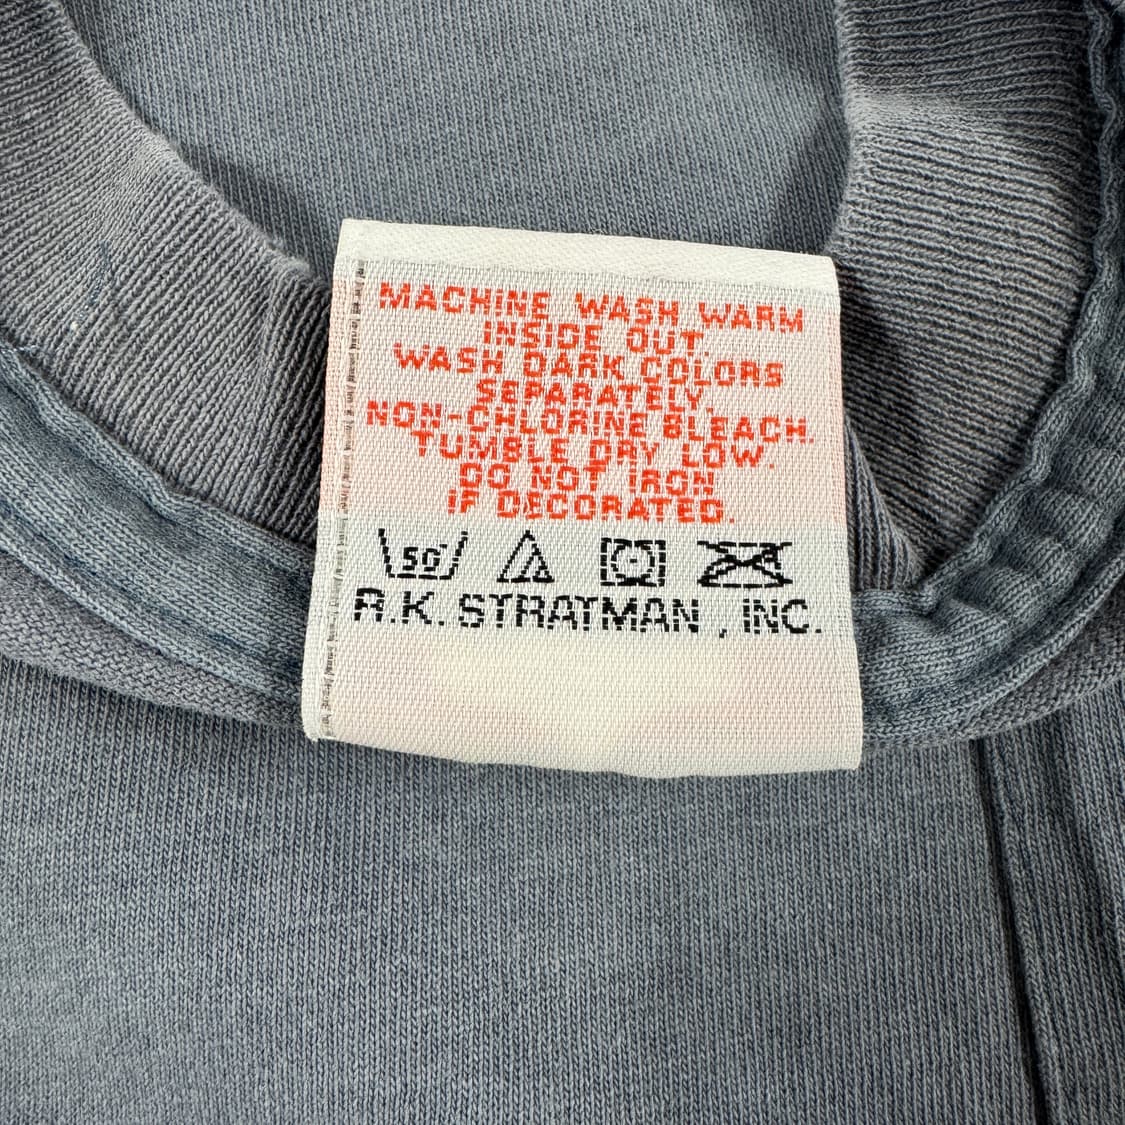 MACHINE WASH WARM
INSIDE OUT.
WASH DARK COLORS
SEPARATELY.
NON-CHLORINE BLEACH.
TUMBLE DRY LOW.
DO NOT IRON
IF DECORATED.
50°
R.K. STRATMAN, INC.